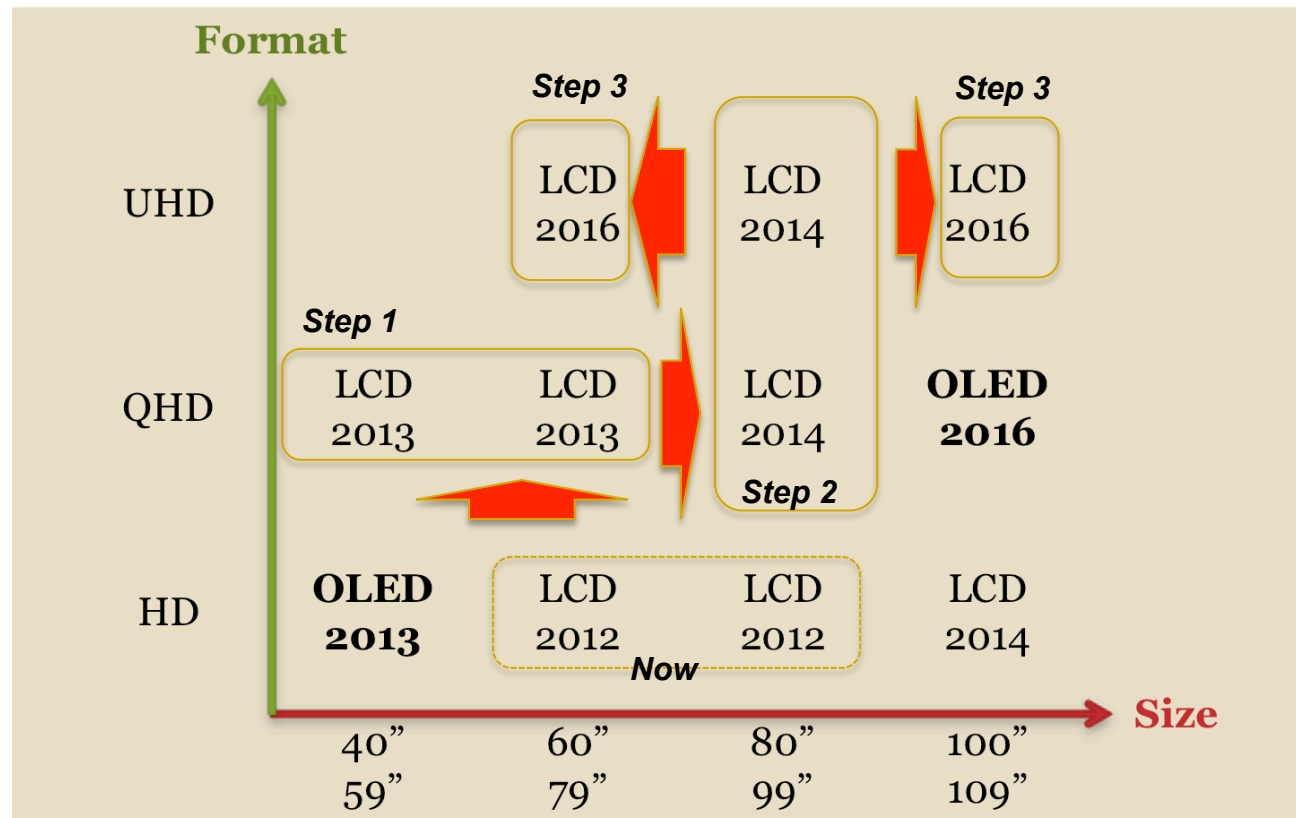 Format
Step 3
Step 3
UHD
LCD
2016
LCD
2014
LCD
2016
Step 1
QHD
LCD
2013
LCD
2013
LCD
2014
OLED
2016
Step 2
HD
OLED
2013
LCD
2012
LCD
2012
LCD
2014
Now
Size
40”
59”
60”
79”
80”
99”
100”
109”